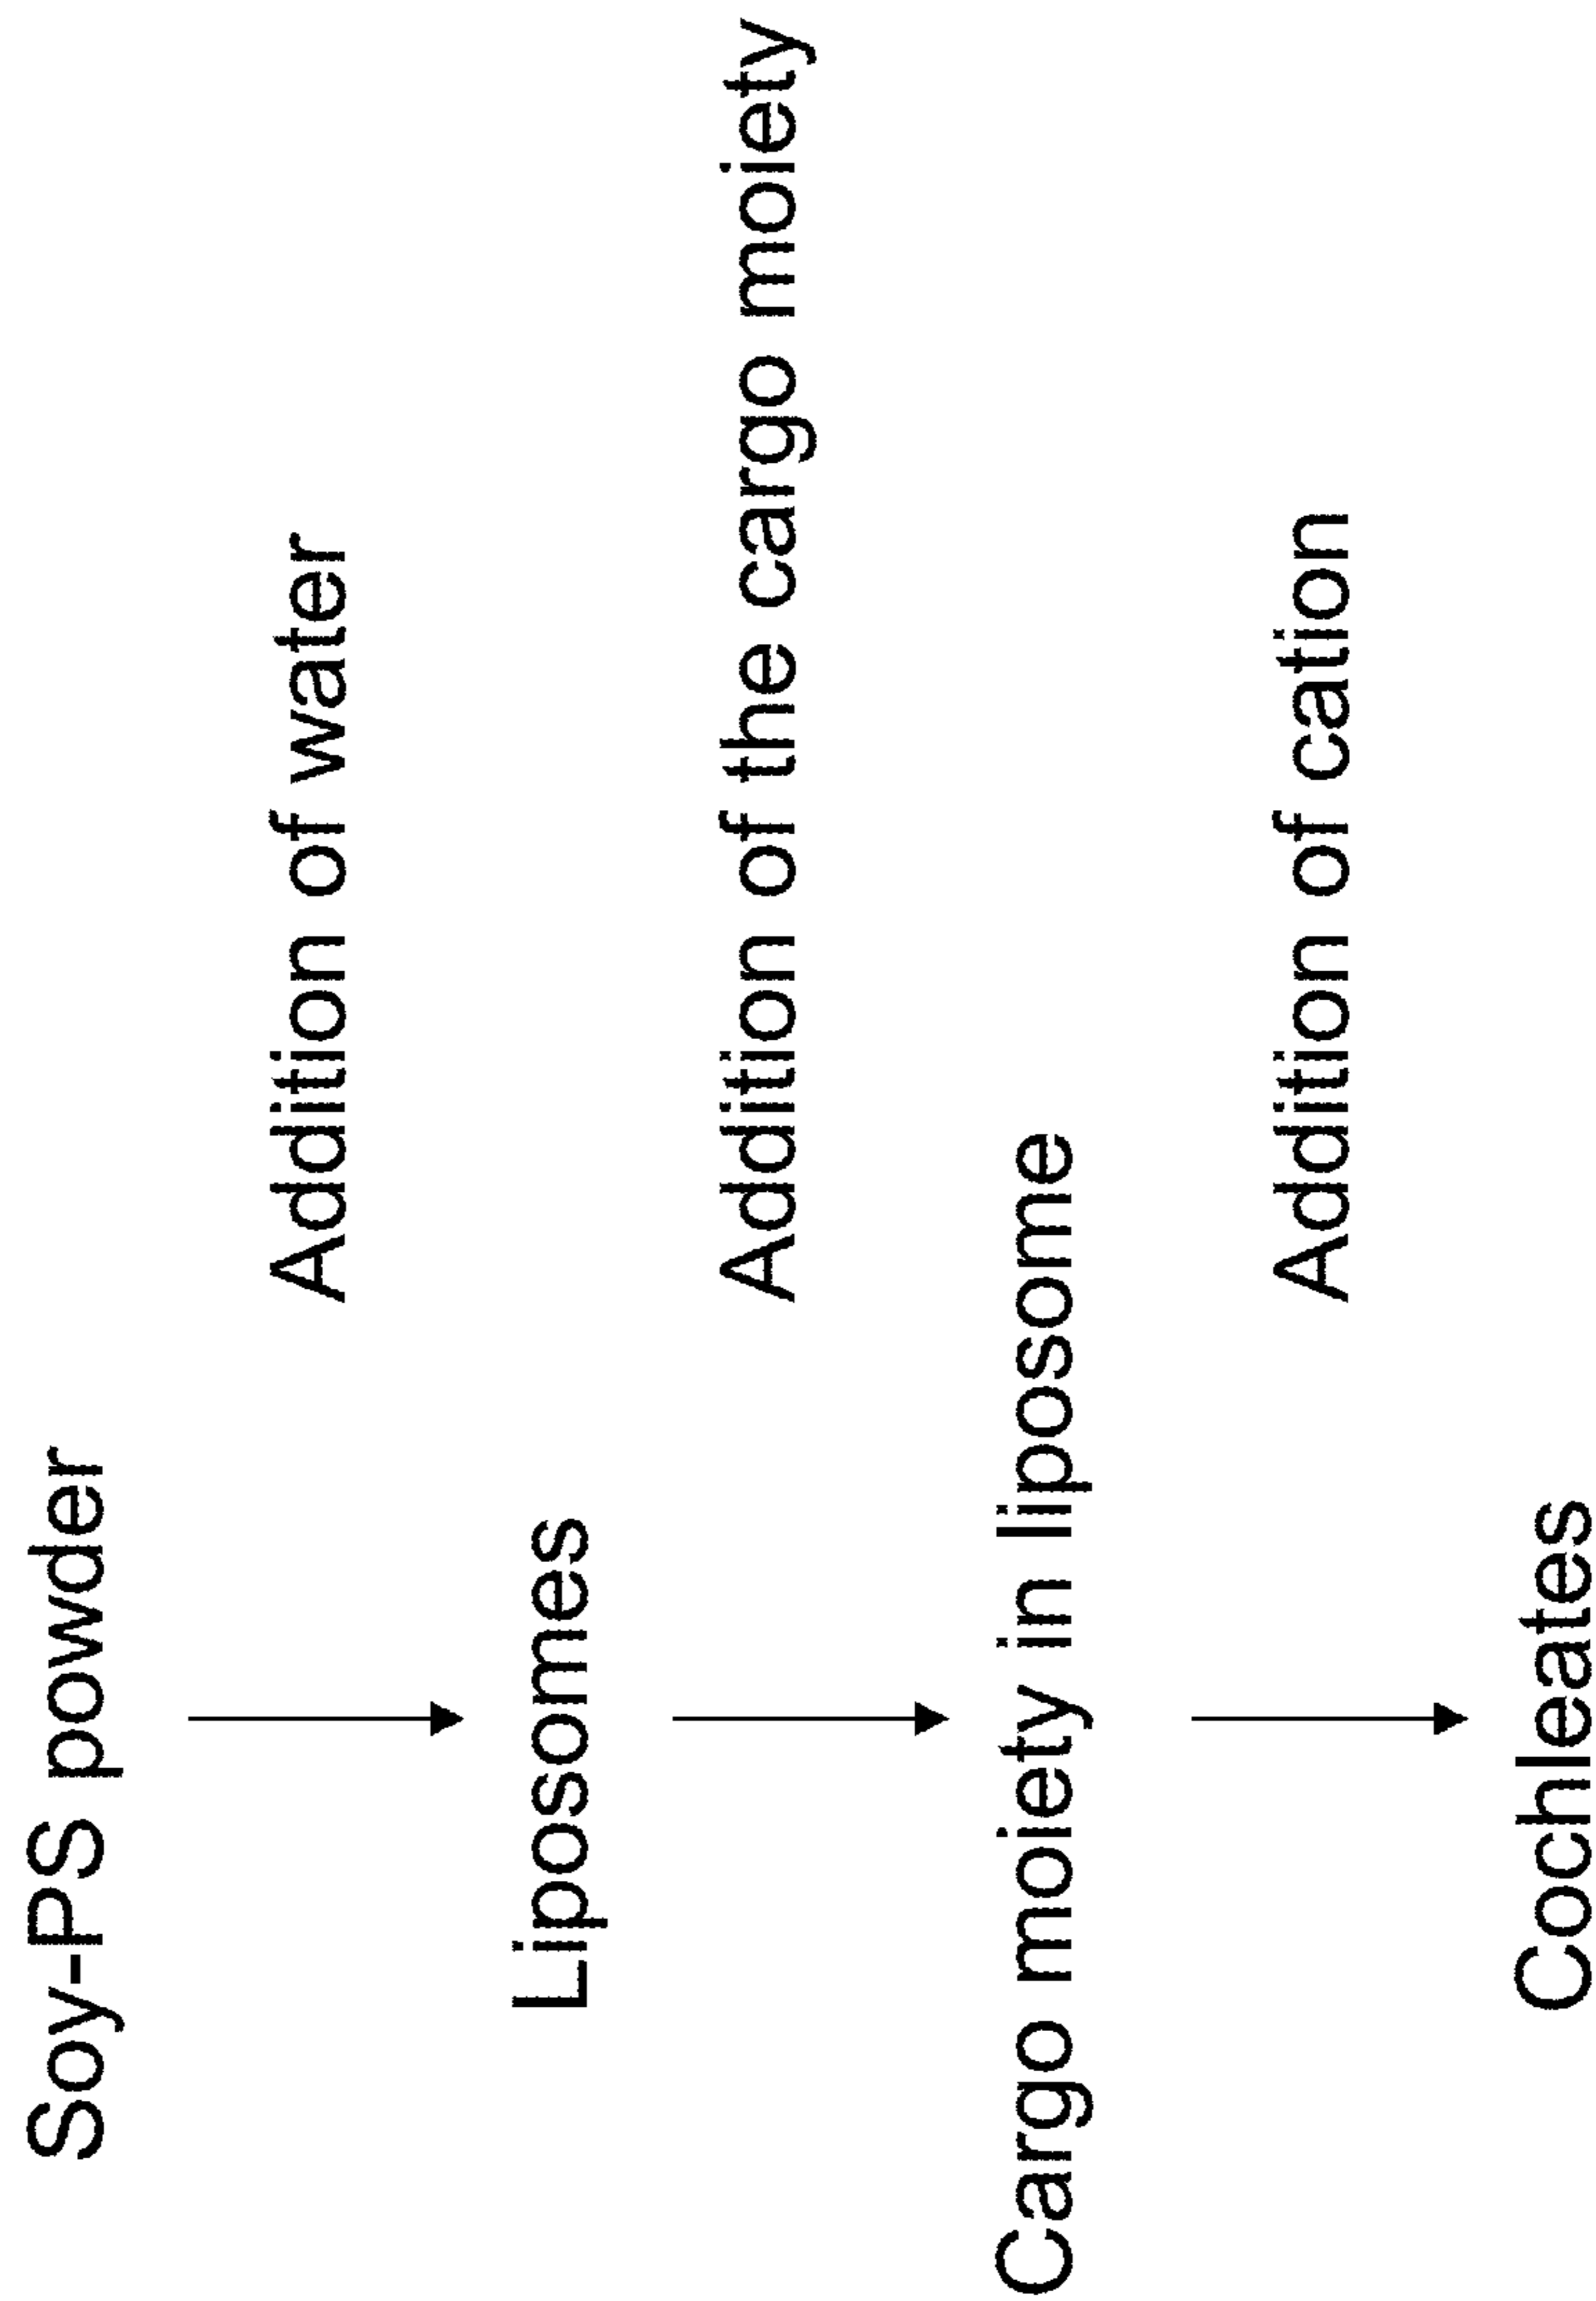 Soy-PS powder
Addition of water
Liposomes
Addition of the cargo moiety
Cargo moiety in liposome
Addition of cation
Cochleates